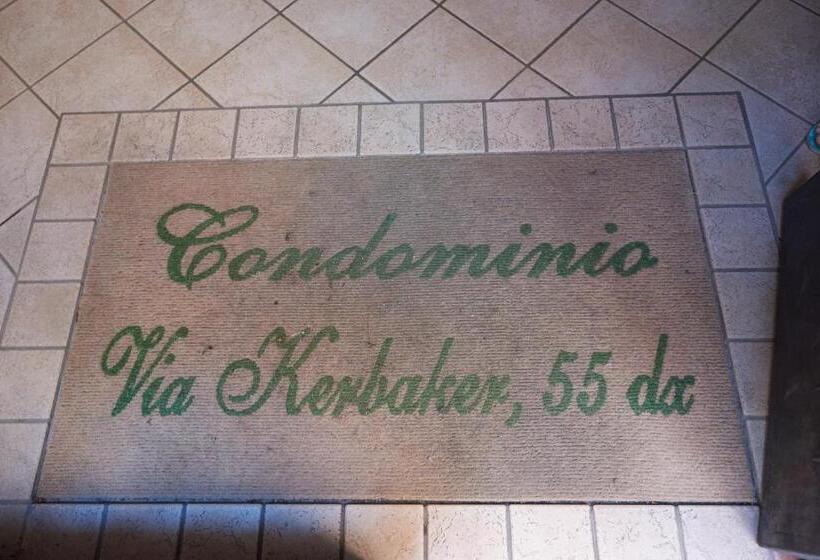 Condominio
Via Kerbaker, 55 dx